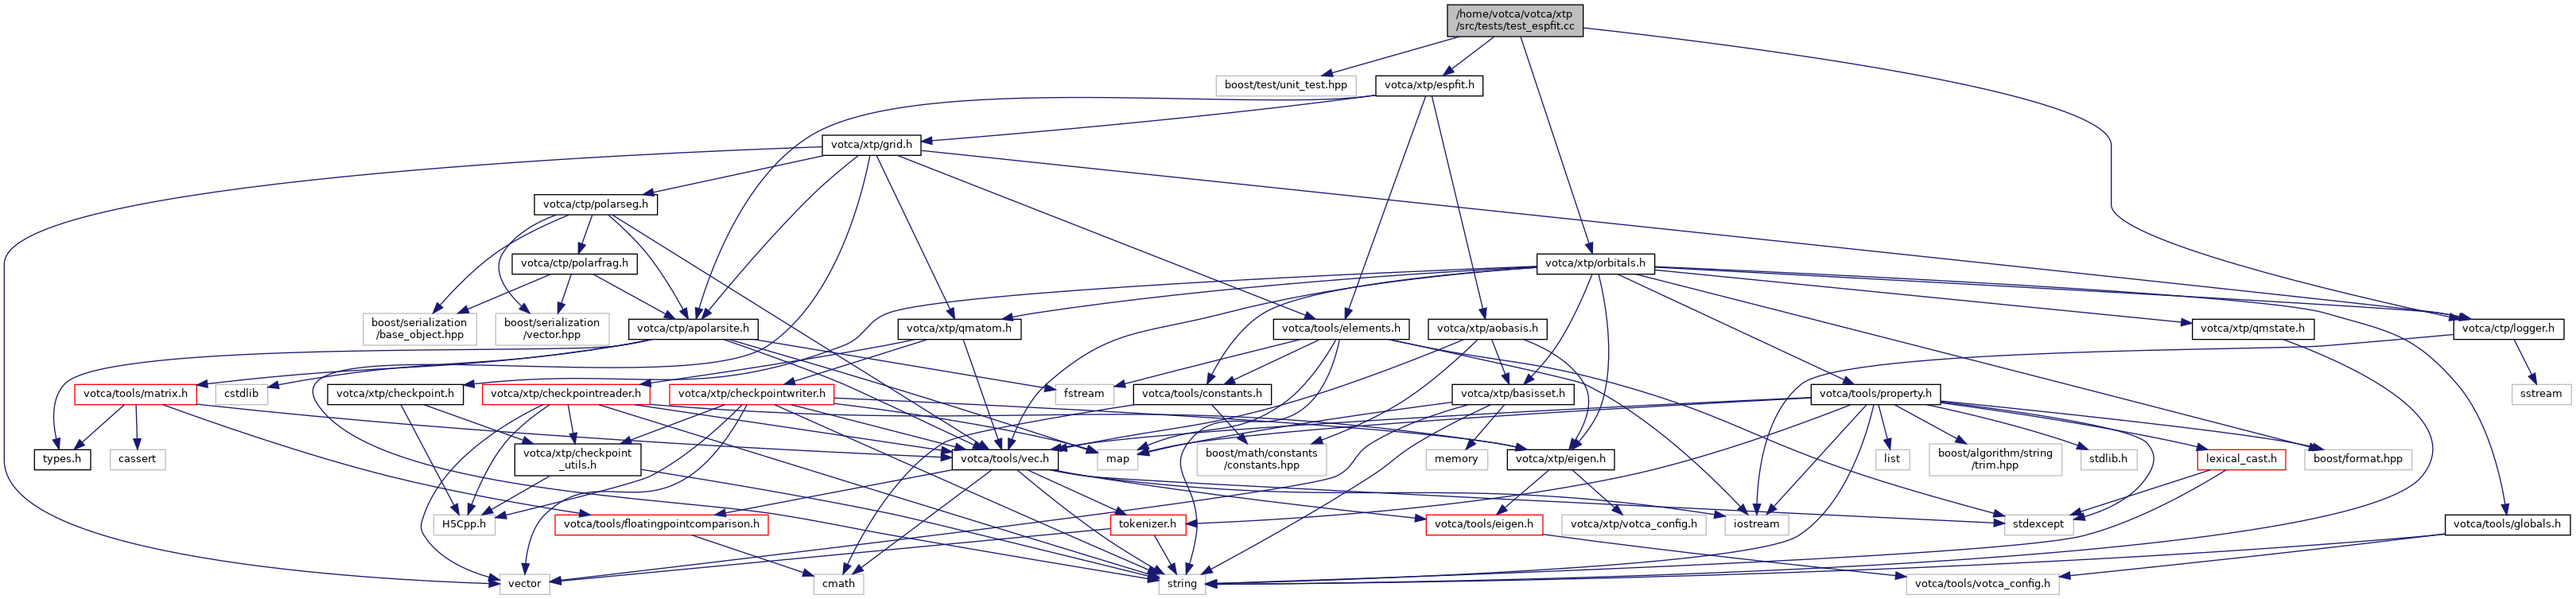 /home/votca/votca/xtp
/src/tests/test_espfit.cc
boost/test/unit_test.hpp
votca/xtp/espfit.h
votca/xtp/grid.h
votca/ctp/polarseg.h
votca/ctp/polarfrag.h
votca/xtp/orbitals.h
boost/serialization
/base_object.hpp
boost/serialization
/vector.hpp
votca/ctp/apolarsite.h
votca/xtp/qmatom.h
votca/tools/elements.h
votca/xtp/aobasis.h
votca/xtp/qmstate.h
votca/ctp/logger.h
votca/tools/matrix.h
cstdlib
votca/xtp/checkpoint.h
votca/xtp/checkpointreader.h
votca/xtp/checkpointwriter.h
fstream
votca/tools/constants.h
votca/xtp/basisset.h
votca/tools/property.h
sstream
types.h
cassert
votca/xtp/checkpoint
_utils.h
votca/tools/vec.h
map
boost/math/constants
/constants.hpp
memory
votca/xtp/eigen.h
list
boost/algorithm/string
/trim.hpp
stdlib.h
lexical_cast.h
boost/format.hpp
H5Cpp.h
votca/tools/floatingpointcomparison.h
tokenizer.h
votca/tools/eigen.h
votca/xtp/votca_config.h
iostream
stdexcept
votca/tools/globals.h
vector
cmath
string
votca/tools/votca_config.h